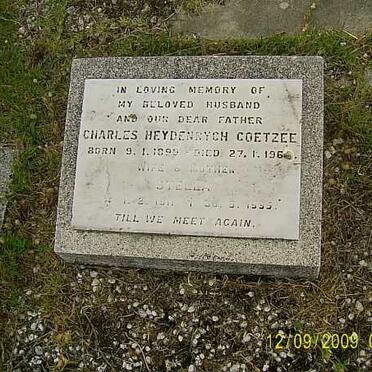 IN LOVING MEMORY OF
MY BELOVED HUSBAND
AND OUR DEAR FATHER
CHARLES HEYDENRYCH COETZEE
BORN 9.1.1899 DIED 27.1.
WIFE & MOTHER
STELLA
TILL WE MEET AGAIN.
12/09/2009